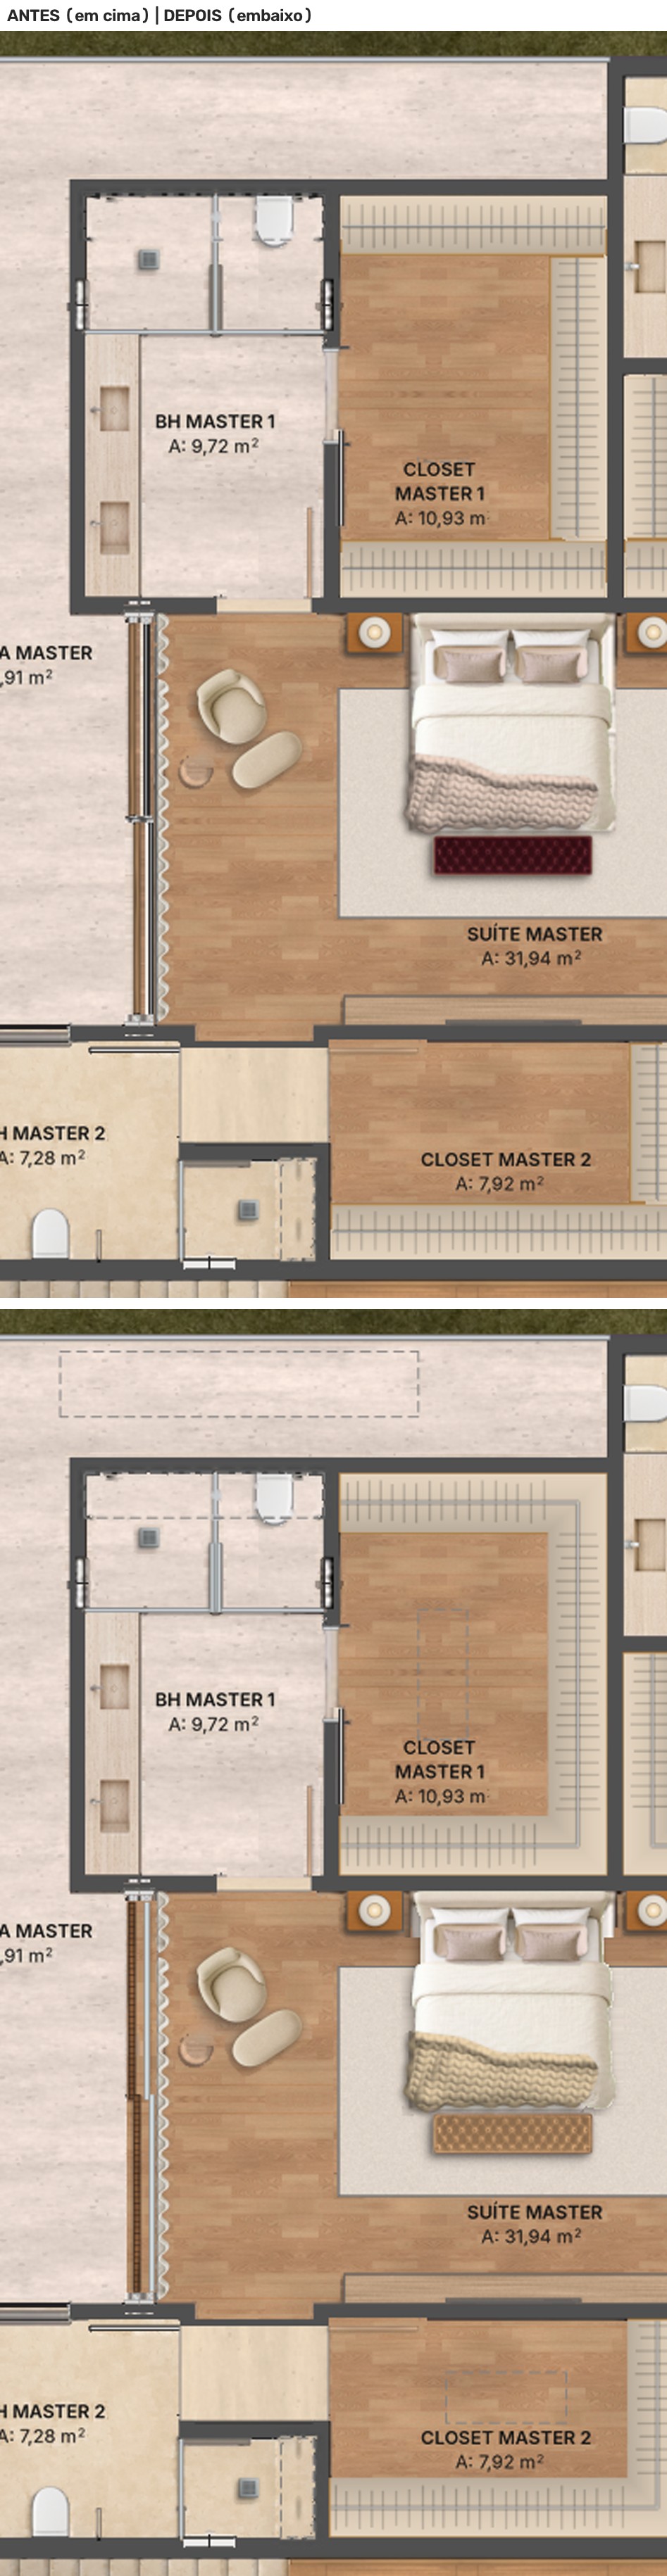 ANTES (em cima) | DEPOIS (embaixo)
BH MASTER 1
A: 9,72 m²
CLOSET
MASTER 1
A: 10,93 m
A MASTER
,91 m²
SUÍTE MASTER
A: 31,94 m²
H MASTER 2
A: 7,28 m²
CLOSET MASTER 2
A: 7,92 m²
BH MASTER 1
A: 9,72 m²
CLOSET
MASTER 1
A: 10,93 m
A MASTER
,91 m²
SUÍTE MASTER
A: 31,94 m²
H MASTER 2
A: 7,28 m²
CLOSET MASTER 2
A: 7,92 m²